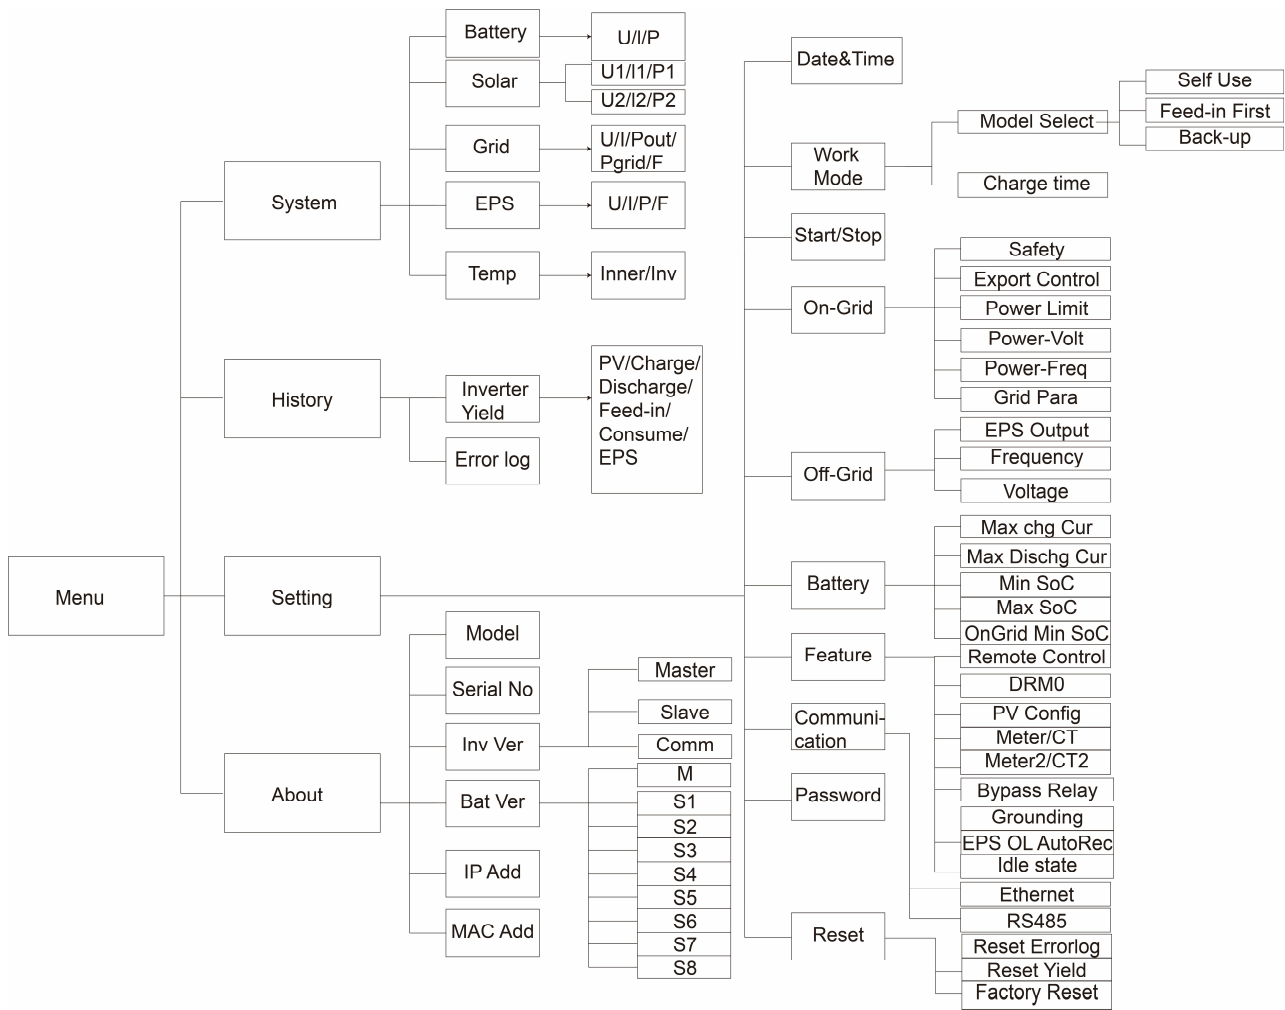 Menu
System
Battery
U/I/P
Solar
U1/I1/P1
U2/I2/P2
Grid
U/I/Pout/
Pgrid/F
EPS
U/I/P/F
Temp
Inner/Inv
History
Inverter
Yield
PV/Charge/
Discharge/
Feed-in/
Consume/
EPS
Error log
Setting
Date&Time
Work
Mode
Model Select
Self Use
Feed-in First
Back-up
Charge time
Start/Stop
On-Grid
Safety
Export Control
Power Limit
Power-Volt
Power-Freq
Grid Para
Off-Grid
EPS Output
Frequency
Voltage
Battery
Max chg Cur
Max Dischg Cur
Min SoC
Max SoC
OnGrid Min SoC
Feature
Remote Control
DRM0
PV Config
Meter/CT
Meter2/CT2
Bypass Relay
Grounding
EPS OL AutoRec
Idle state
Communi-
cation
Ethernet
RS485
Password
Reset
Reset Errorlog
Reset Yield
Factory Reset
About
Model
Serial No
Inv Ver
Master
Slave
Comm
Bat Ver
M
S1
S2
S3
S4
S5
S6
S7
S8
IP Add
MAC Add